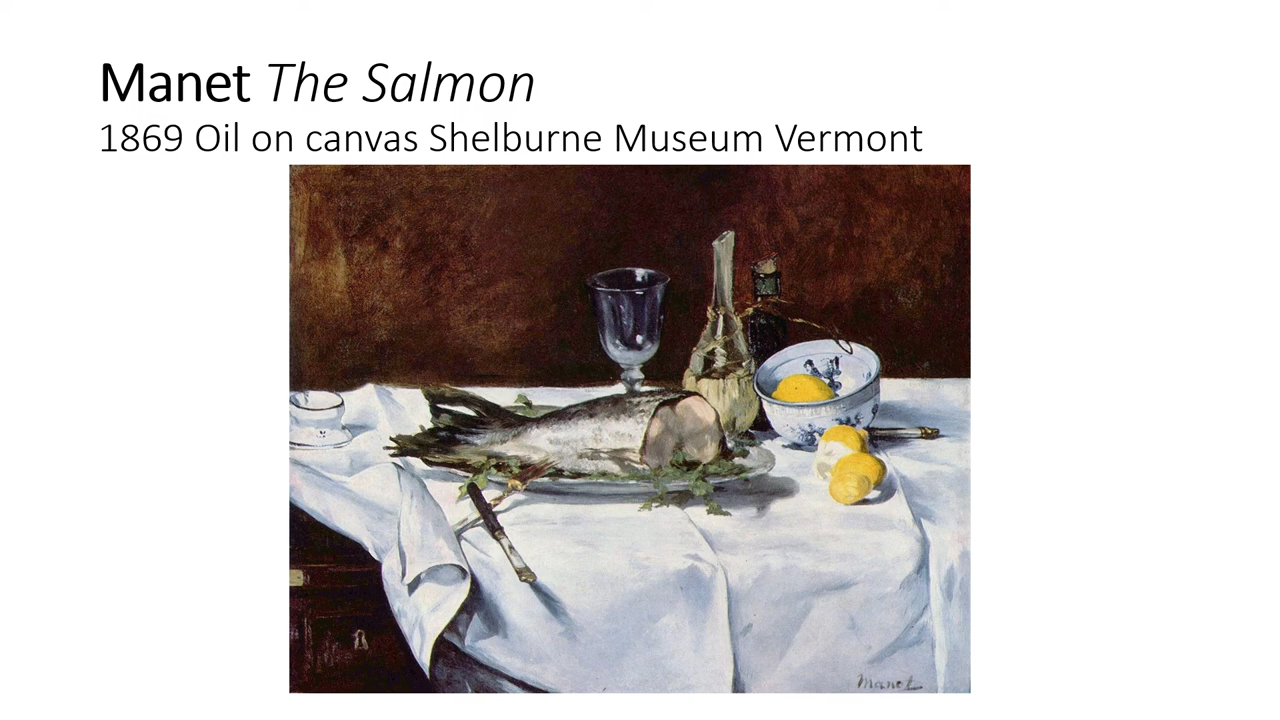 Manet The Salmon
1869 Oil on canvas Shelburne Museum Vermont
Manet